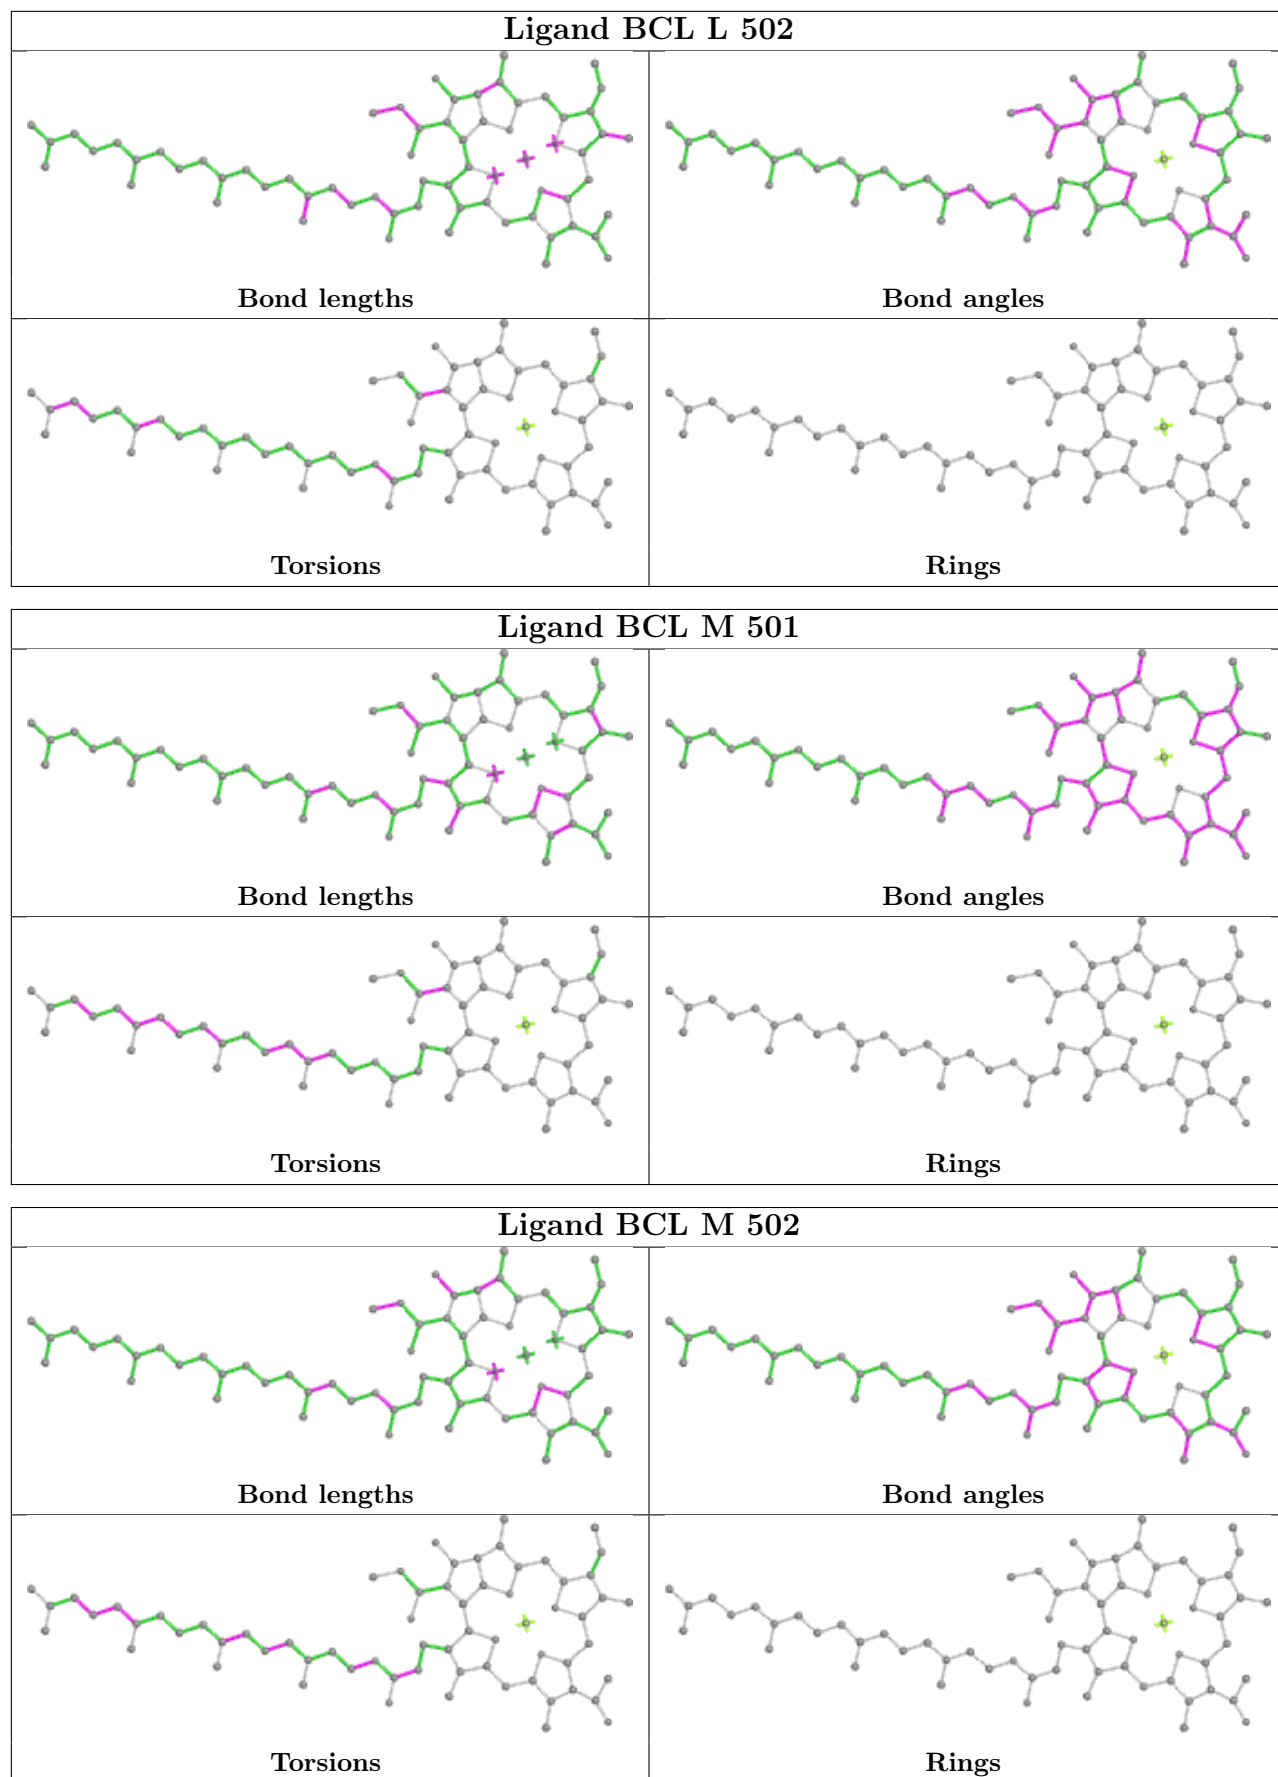 Ligand BCL L 502
Bond lengths
Bond angles
Torsions
Rings
Ligand BCL M 501
Bond lengths
Bond angles
Torsions
Rings
Ligand BCL M 502
Bond lengths
Bond angles
Torsions
Rings